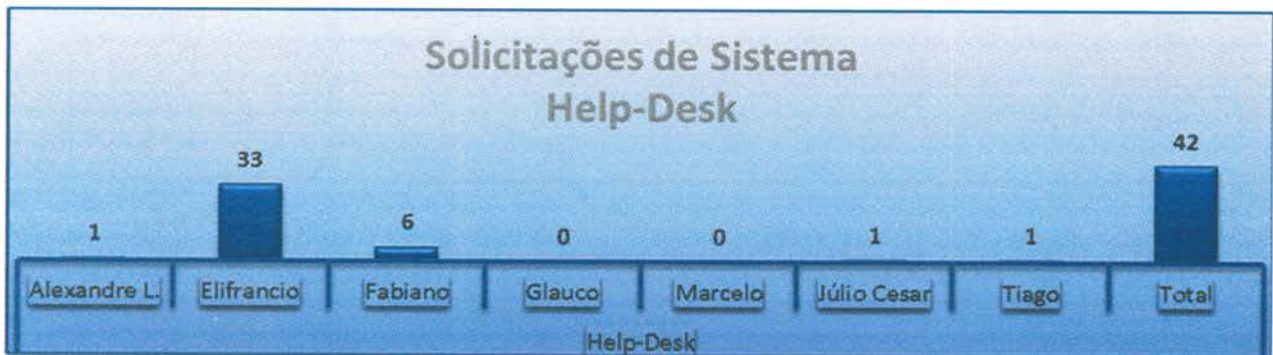 Solicitações de Sistema
Help-Desk
1 33 6 0 0 1 1 42
Alexandre L. Elifrancio Fabiano Glauco Marcelo Júlio Cesar Tiago Total
Help-Desk